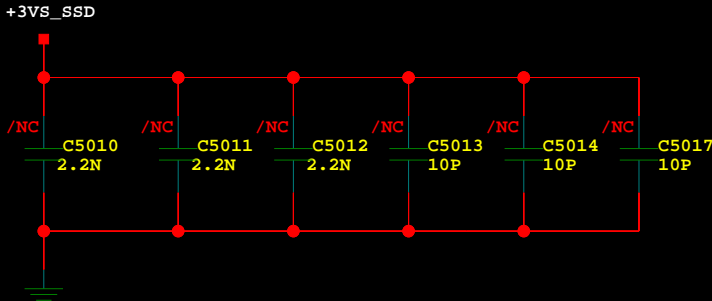 +3VS_SSD
/NC /NC /NC /NC /NC /NC
C5010 C5011 C5012 C5013 C5014 C5017
2.2N 2.2N 2.2N 10P 10P 10P